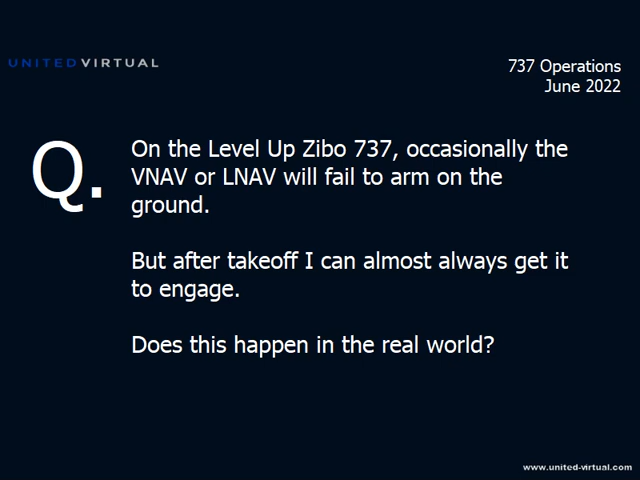 UNITEDVIRTUAL
737 Operations
June 2022
Q.
On the Level Up Zibo 737, occasionally the
VNAV or LNAV will fail to arm on the
ground.
But after takeoff I can almost always get it
to engage.
Does this happen in the real world?
www.united-virtual.com